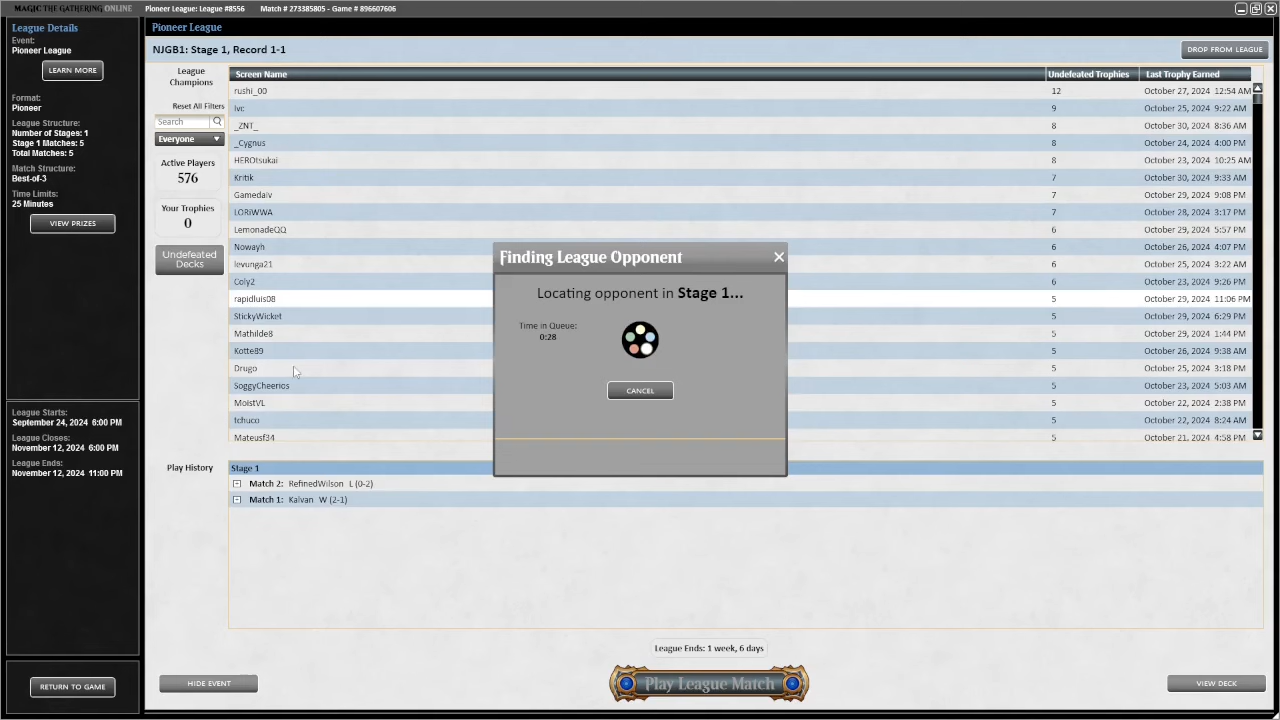 MAGIC THE GATHERING ONLINE
Pioneer League: League #8556
Match # 273385805 - Game # 896607606
League Details
Event:
Pioneer League
LEARN MORE
Format:
Pioneer
League Structure:
Number of Stages: 1
Stage 1 Matches: 5
Total Matches: 5
Match Structure:
Best-of-3
Time Limits:
25 Minutes
VIEW PRIZES
League Starts:
September 24, 2024 6:00 PM
League Closes:
November 12, 2024 6:00 PM
League Ends:
November 12, 2024 11:00 PM
RETURN TO GAME
Pioneer League
NJGB1: Stage 1, Record 1-1
DROP FROM LEAGUE
League
Champions
Reset All Filters
Search
Everyone
Active Players
576
Your Trophies
0
Undefeated
Decks
Screen Name Undefeated Trophies Last Trophy Earned
rushi_00 12 October 27, 2024 12:54 AM
lvc 9 October 25, 2024 9:22 AM
_ZNT_ 8 October 30, 2024 8:36 AM
_Cygnus 8 October 24, 2024 4:00 PM
HEROtsukai 8 October 23, 2024 10:25 AM
Kritik 7 October 30, 2024 9:33 AM
Gamedaiv 7 October 29, 2024 9:08 PM
LORiWWA 7 October 28, 2024 3:17 PM
LemonadeQQ 6 October 29, 2024 5:57 PM
Nowayh 6 October 26, 2024 4:07 PM
levunga21 6 October 25, 2024 3:22 AM
Coly2 6 October 23, 2024 9:26 PM
rapidluis08 5 October 29, 2024 11:06 PM
StickyWicket 5 October 29, 2024 6:29 PM
Mathilde8 5 October 29, 2024 1:44 PM
Kotte89 5 October 26, 2024 9:38 AM
Drugo 5 October 25, 2024 3:18 PM
SoggyCheerios 5 October 23, 2024 5:03 AM
MoistVL 5 October 22, 2024 2:38 PM
tchuco 5 October 22, 2024 8:24 AM
Mateusf34 5 October 21, 2024 4:58 PM
Finding League Opponent
Locating opponent in Stage 1...
Time in Queue:
0:28
CANCEL
Play History
Stage 1
Match 2: RefinedWilson L (0-2)
Match 1: Kalvan W (2-1)
League Ends: 1 week, 6 days
HIDE EVENT
Play League Match
VIEW DECK